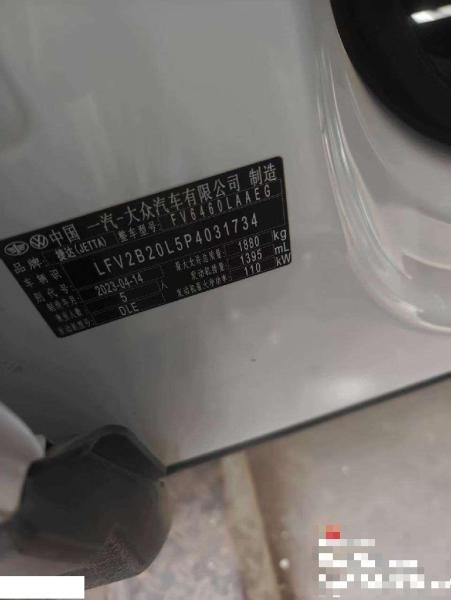 中国 一汽-大众汽车有限公司 制造
品牌 捷达(JETTA) 整车型号 FV6460LAAEG
车辆识别代号 LFV2B20L5P4031734
制造年月 2023-04-14 最大允许总质量 1880 kg
乘坐人数 5 人 发动机排量 1395 mL
发动机型号 DLE 发动机最大净功率 110 kW